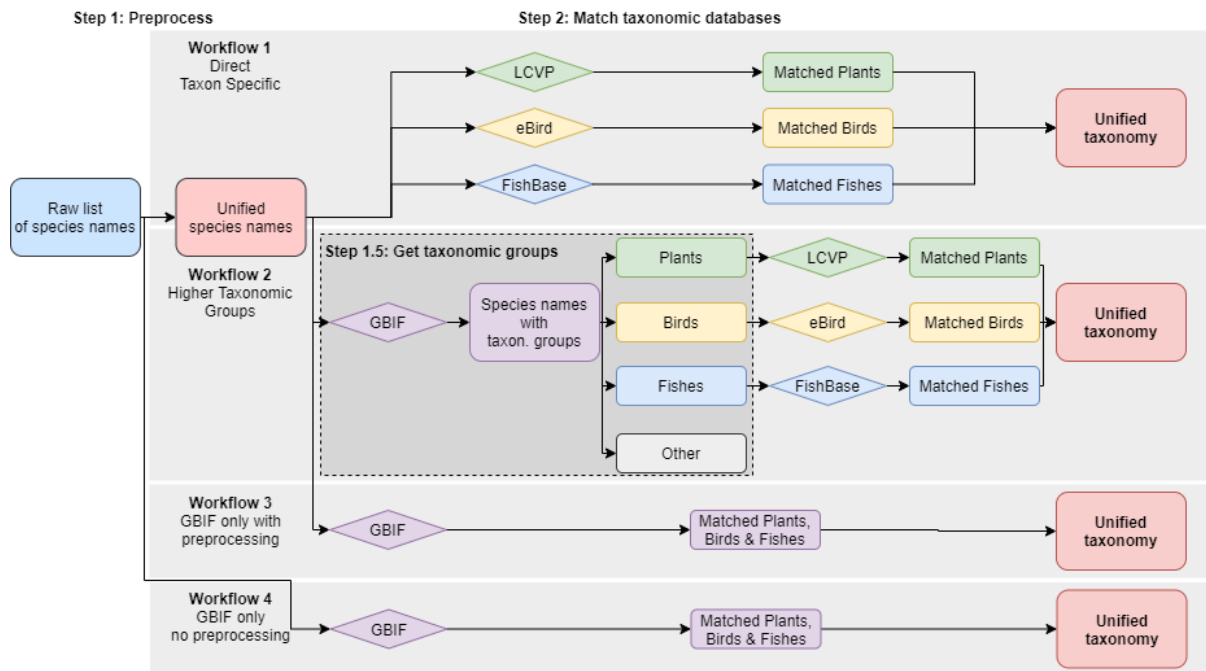 Step 1: Preprocess
Step 2: Match taxonomic databases
Workflow 1
Direct
Taxon Specific
LCVP
Matched Plants
eBird
Matched Birds
FishBase
Matched Fishes
Unified
taxonomy
Raw list
of species names
Unified
species names
Workflow 2
Higher Taxonomic
Groups
Step 1.5: Get taxonomic groups
GBIF
Species names
with
taxon. groups
Plants
LCVP
Matched Plants
Birds
eBird
Matched Birds
Fishes
FishBase
Matched Fishes
Other
Unified
taxonomy
Workflow 3
GBIF only with
preprocessing
GBIF
Matched Plants,
Birds & Fishes
Unified
taxonomy
Workflow 4
GBIF only
no preprocessing
GBIF
Matched Plants,
Birds & Fishes
Unified
taxonomy